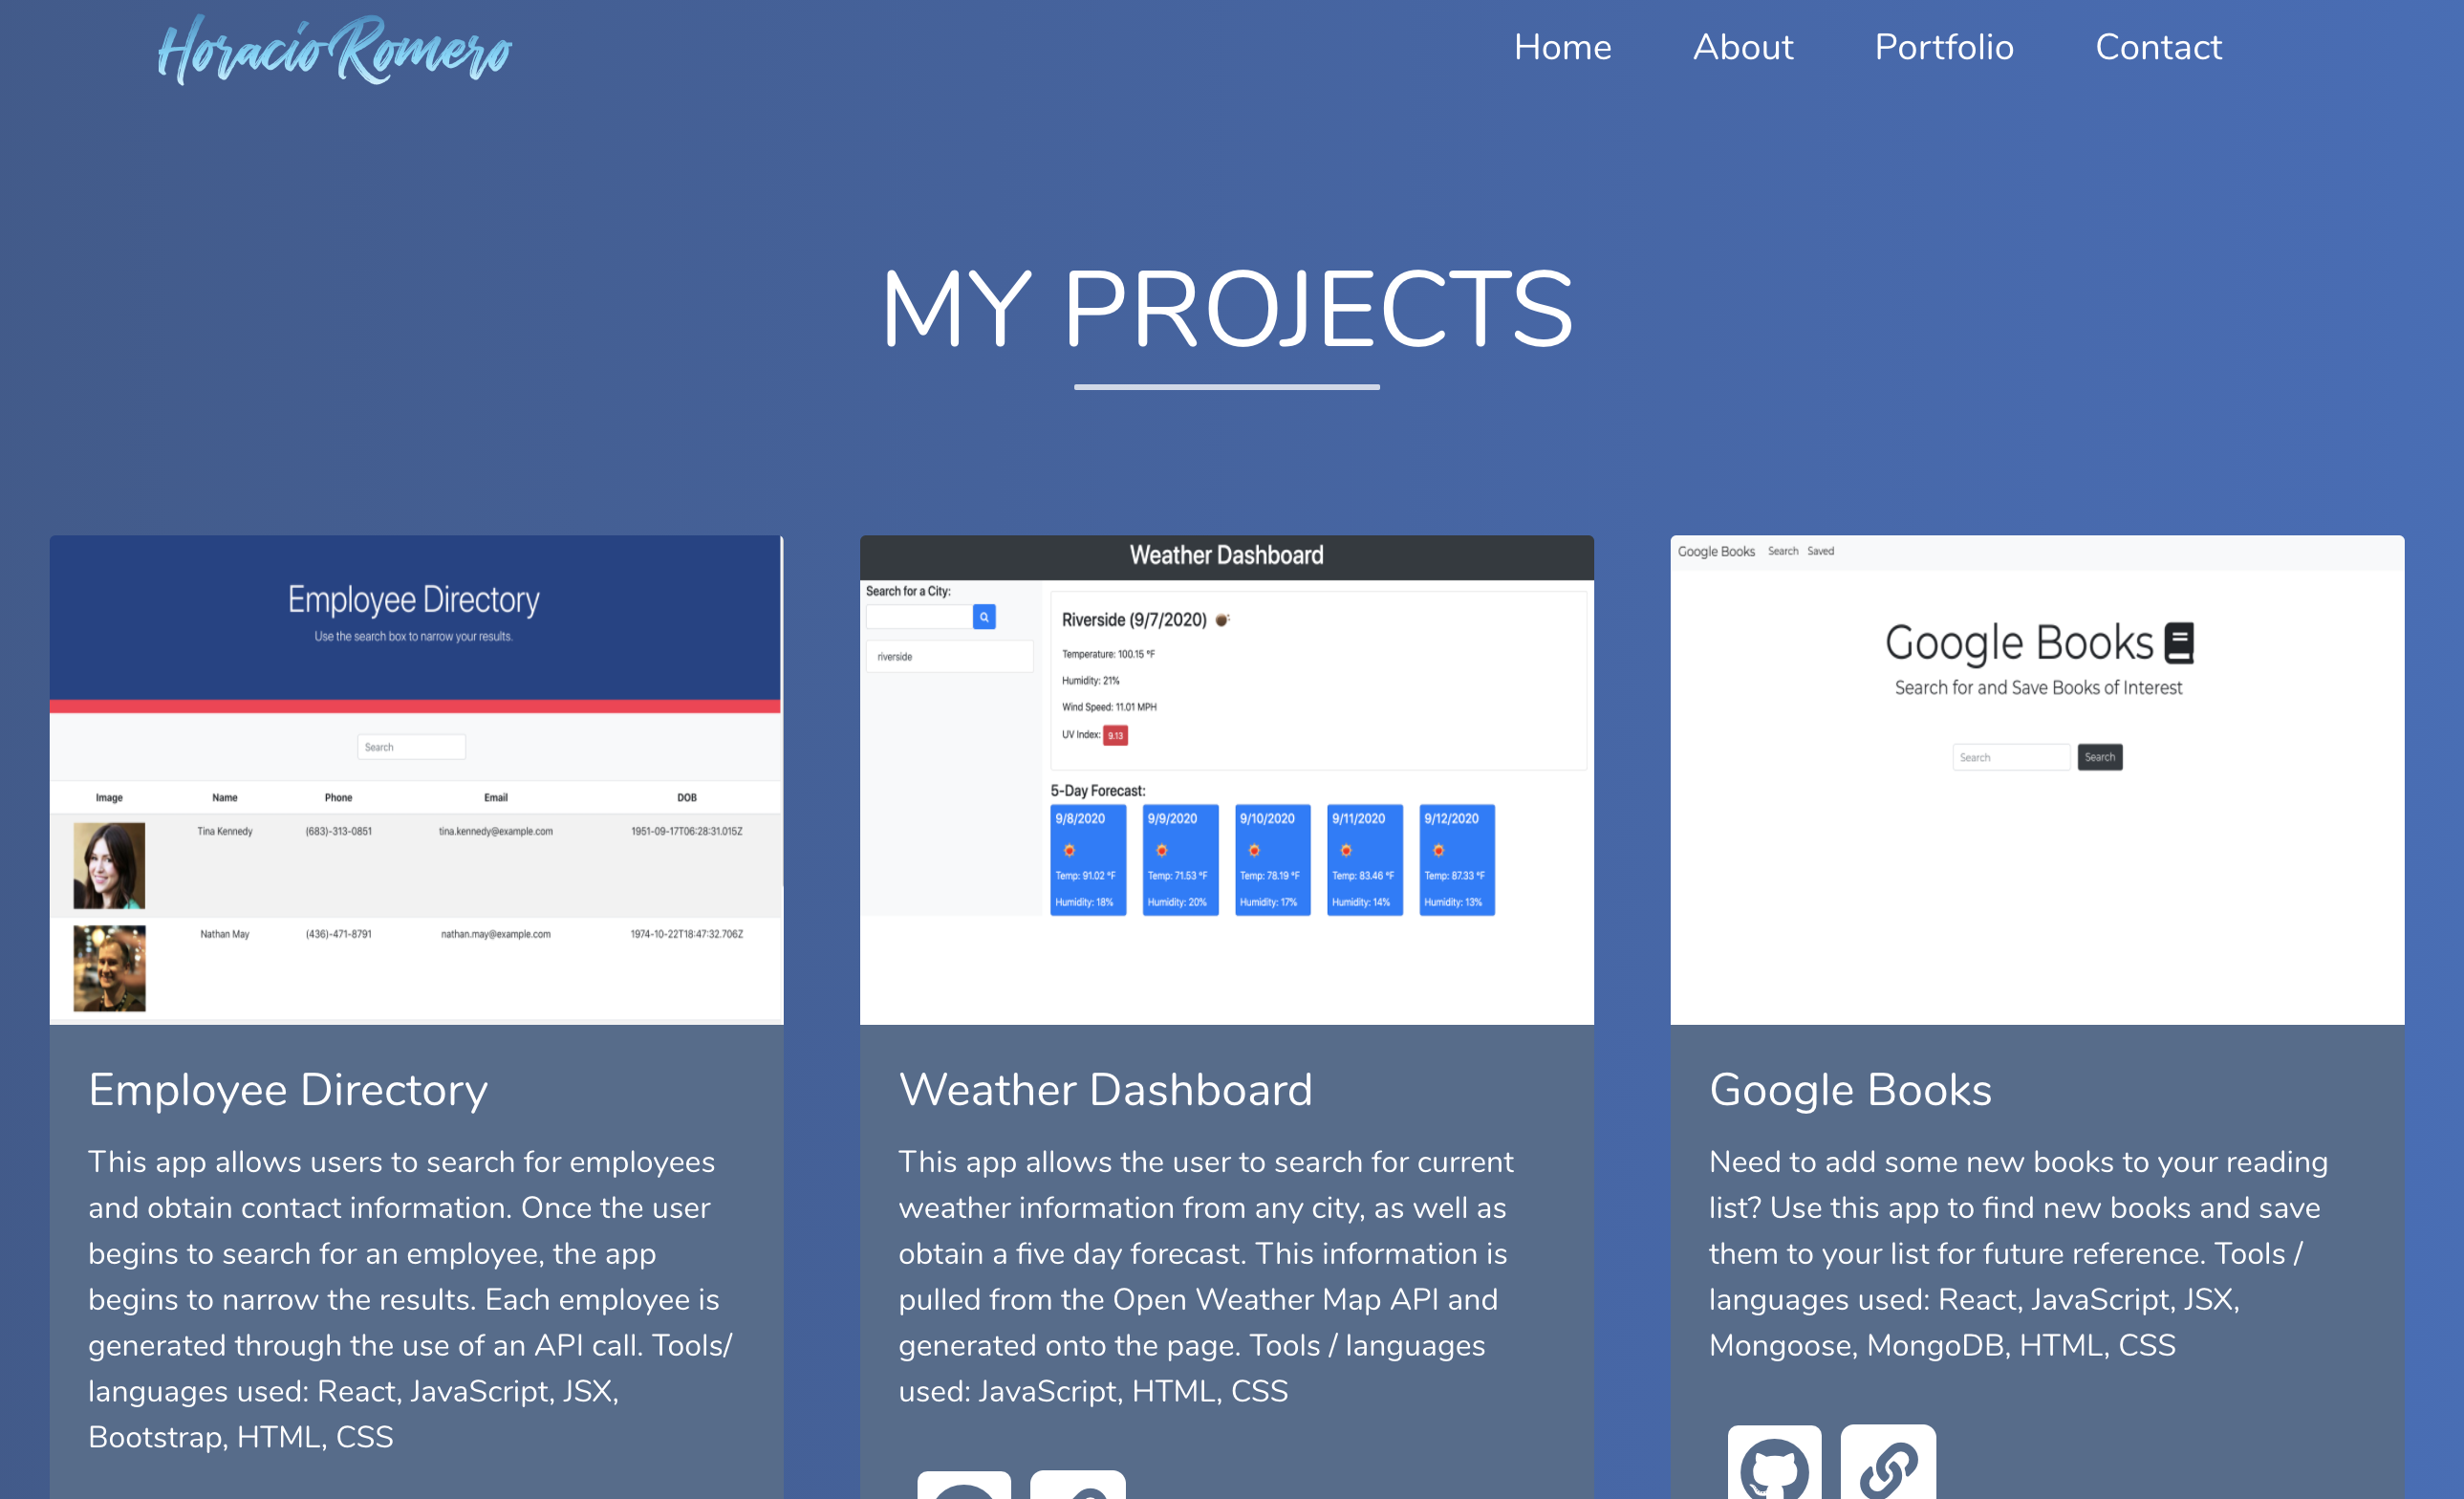 Horacio Romero
Home About Portfolio Contact
MY PROJECTS
Employee Directory
Use the search box to narrow your results.
Search
Image Name Phone Email DOB
Tina Kennedy (683)-313-0851 tina.kennedy@example.com 1951-09-17T06:28:31.015Z
Nathan May (436)-471-8791 nathan.may@example.com 1974-10-22T18:47:32.706Z
Employee Directory
This app allows users to search for employees
and obtain contact information. Once the user
begins to search for an employee, the app
begins to narrow the results. Each employee is
generated through the use of an API call. Tools/
languages used: React, JavaScript, JSX,
Bootstrap, HTML, CSS
Weather Dashboard
Search for a City:
riverside
Riverside (9/7/2020)
Temperature: 100.15 °F
Humidity: 21%
Wind Speed: 11.01 MPH
UV Index: 9.13
5-Day Forecast:
9/8/2020 9/9/2020 9/10/2020 9/11/2020 9/12/2020
Temp: 91.02 °F Temp: 71.53 °F Temp: 78.19 °F Temp: 83.46 °F Temp: 87.33 °F
Humidity: 18% Humidity: 20% Humidity: 17% Humidity: 14% Humidity: 13%
Weather Dashboard
This app allows the user to search for current
weather information from any city, as well as
obtain a five day forecast. This information is
pulled from the Open Weather Map API and
generated onto the page. Tools / languages
used: JavaScript, HTML, CSS
Google Books Search Saved
Google Books
Search for and Save Books of Interest
Search Search
Google Books
Need to add some new books to your reading
list? Use this app to find new books and save
them to your list for future reference. Tools /
languages used: React, JavaScript, JSX,
Mongoose, MongoDB, HTML, CSS